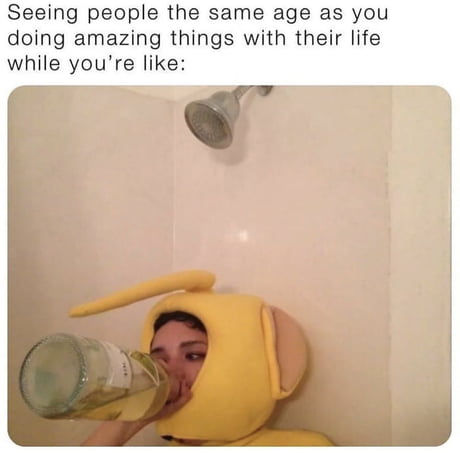 Seeing people the same age as you
doing amazing things with their life
while you’re like: